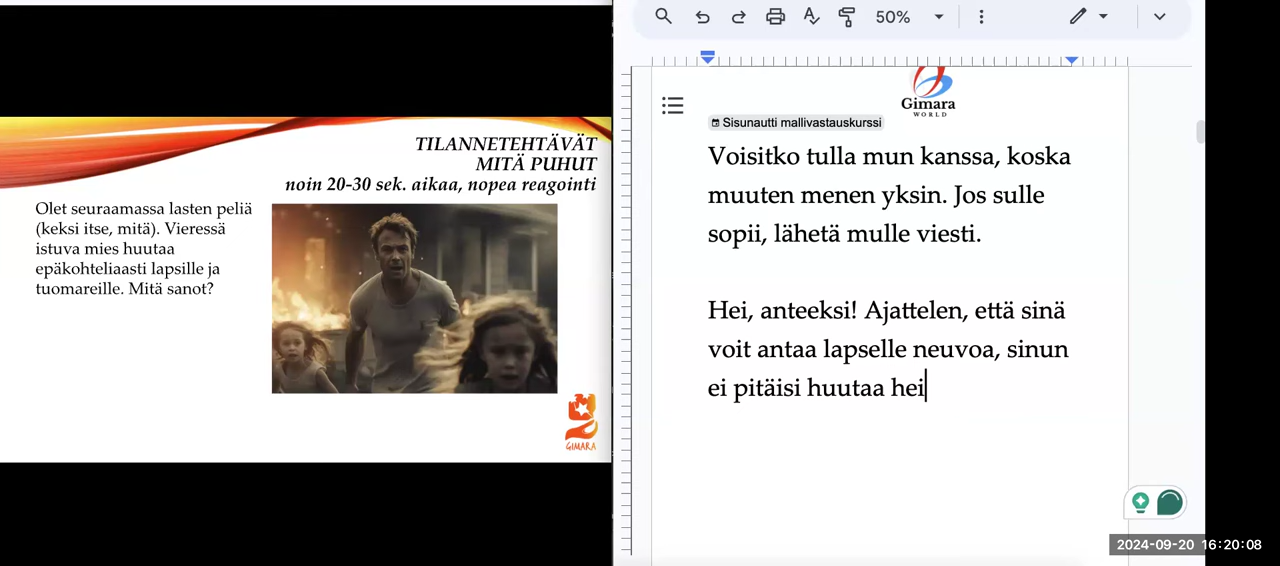 TILANNETEHTÄVÄT
MITÄ PUHUT
noin 20-30 sek. aikaa, nopea reagointi
Olet seuraamassa lasten peliä
(keksi itse, mitä). Vieressä
istuva mies huutaa
epäkohteliaasti lapsille ja
tuomareille. Mitä sanot?
GIMARA
50%
Gimara
WORLD
Sisunautti mallivastauskurssi
Voisitko tulla mun kanssa, koska
muuten menen yksin. Jos sulle
sopii, lähetä mulle viesti.
Hei, anteeksi! Ajattelen, että sinä
voit antaa lapselle neuvoa, sinun
ei pitäisi huutaa hei
2024-09-20 16:20:08